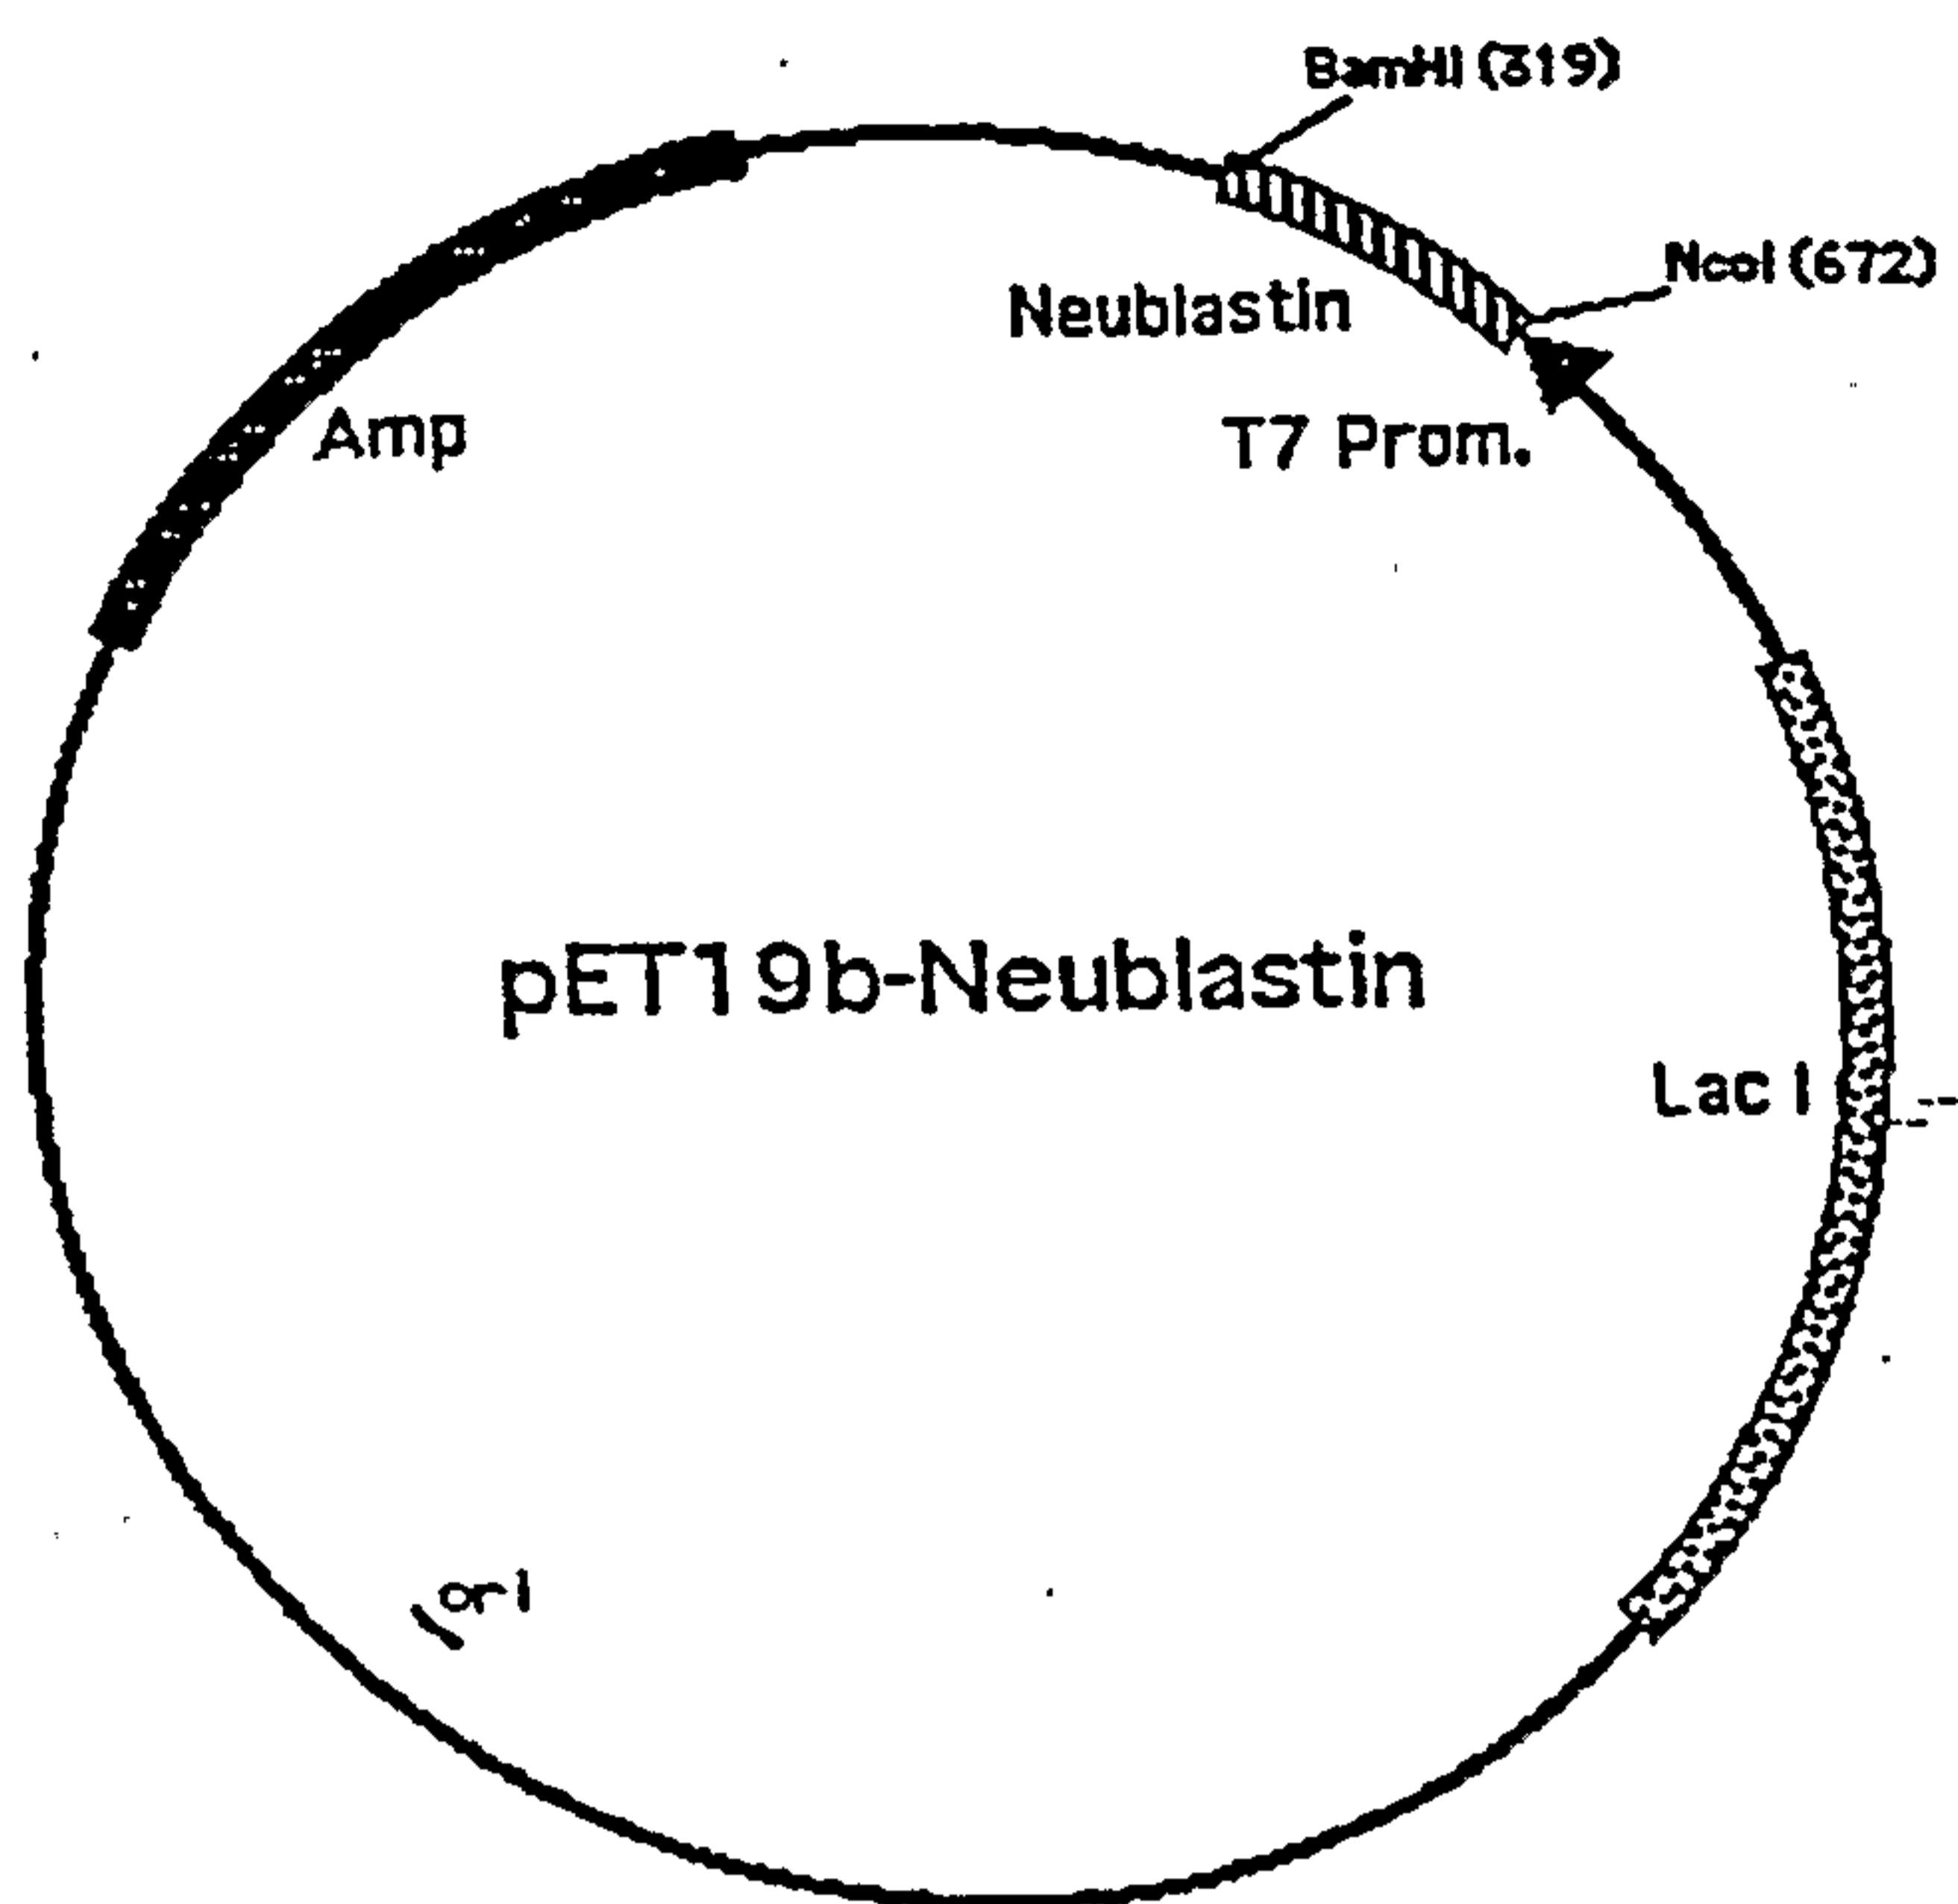 BamHI (319)
NcoI (672)
Neublastin
Amp
T7 Prom.
pET19b-Neublastin
Lac I
ori